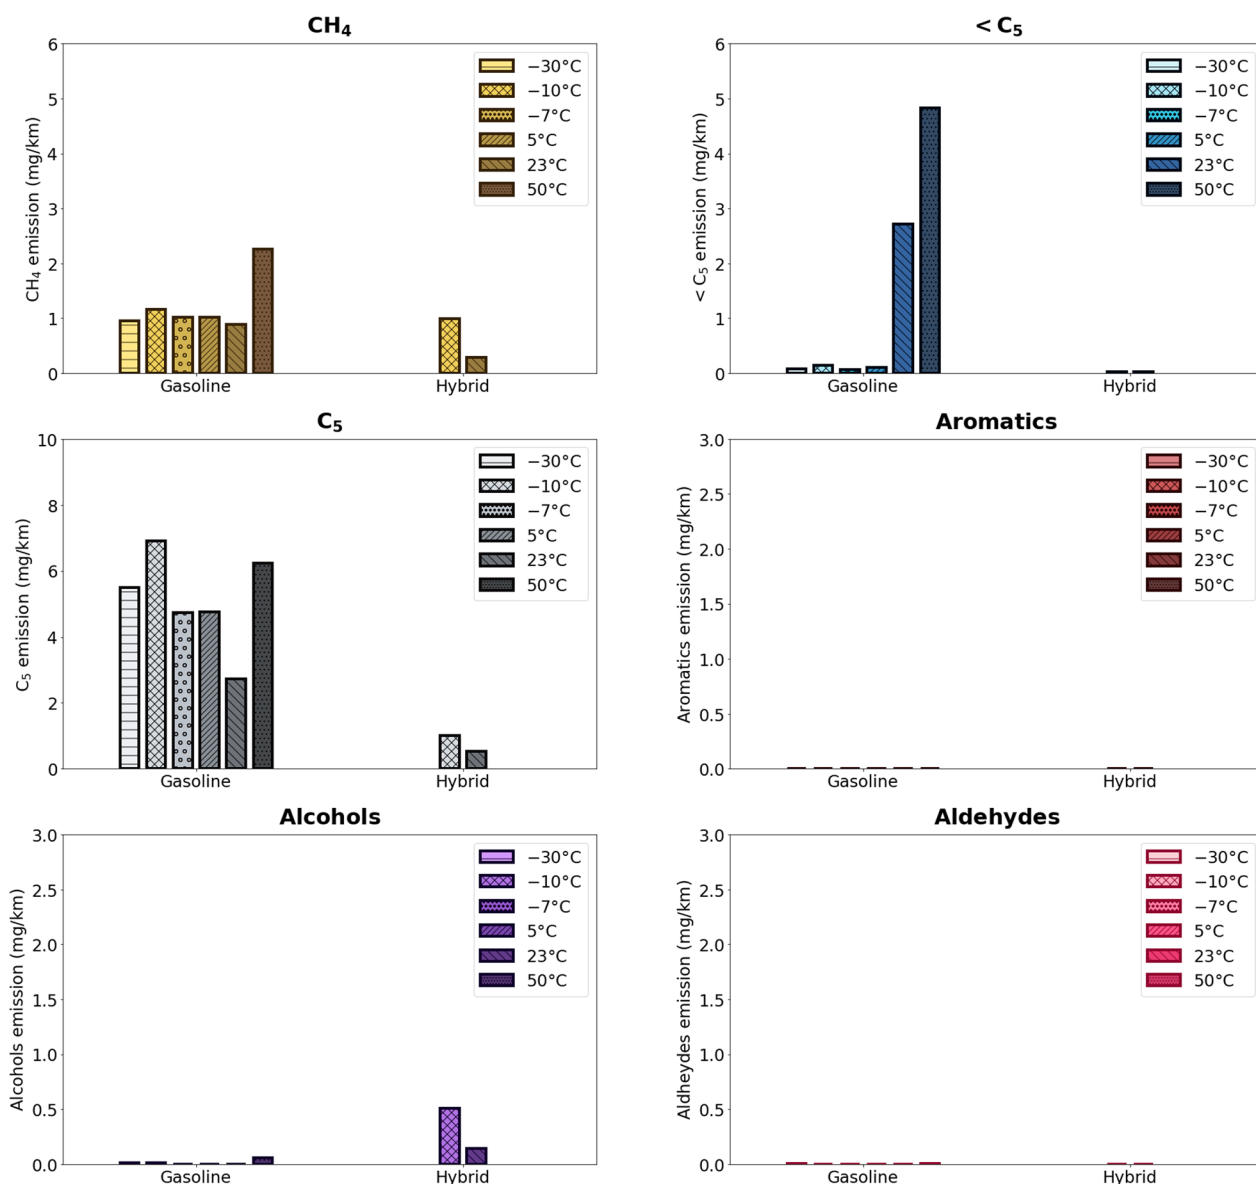 CH₄
CH₄ emission (mg/km)
6
5
4
3
2
1
0
−30°C
−10°C
−7°C
5°C
23°C
50°C
Gasoline
Hybrid
< C₅
< C₅ emission (mg/km)
6
5
4
3
2
1
0
−30°C
−10°C
−7°C
5°C
23°C
50°C
Gasoline
Hybrid
C₅
C₅ emission (mg/km)
10
8
6
4
2
0
−30°C
−10°C
−7°C
5°C
23°C
50°C
Gasoline
Hybrid
Aromatics
Aromatics emission (mg/km)
3.0
2.5
2.0
1.5
1.0
0.5
0.0
−30°C
−10°C
−7°C
5°C
23°C
50°C
Gasoline
Hybrid
Alcohols
Alcohols emission (mg/km)
3.0
2.5
2.0
1.5
1.0
0.5
0.0
−30°C
−10°C
−7°C
5°C
23°C
50°C
Gasoline
Hybrid
Aldehydes
Aldheydes emission (mg/km)
3.0
2.5
2.0
1.5
1.0
0.5
0.0
−30°C
−10°C
−7°C
5°C
23°C
50°C
Gasoline
Hybrid